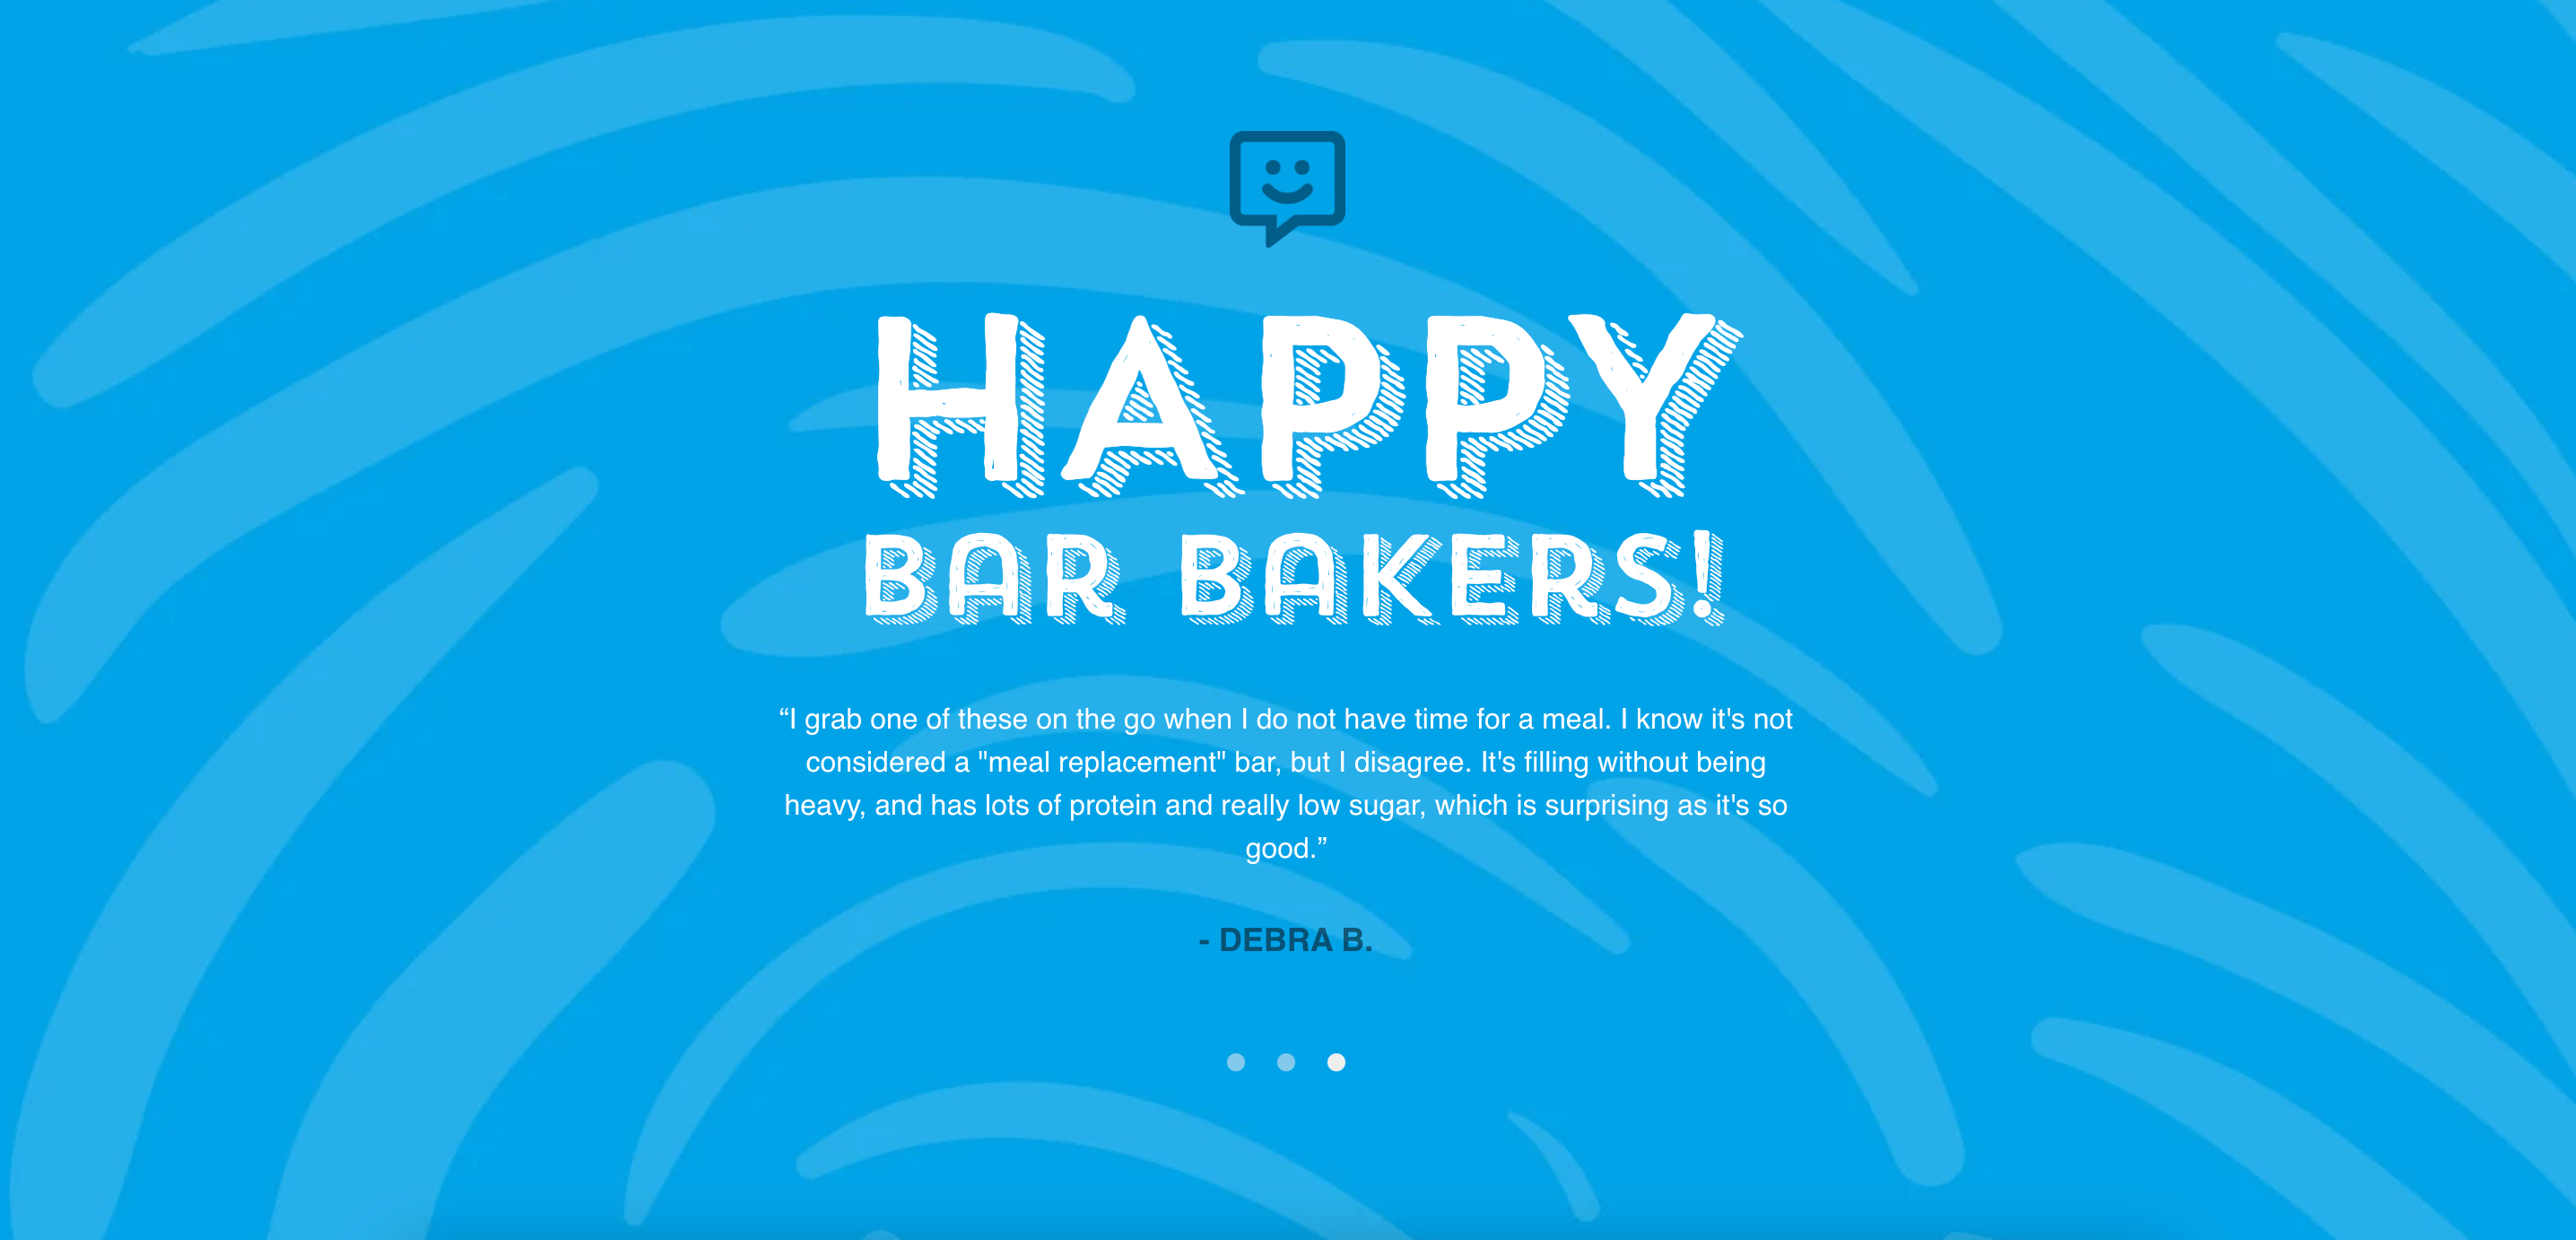 HAPPY
BAR BAKERS!
“I grab one of these on the go when I do not have time for a meal. I know it's not
considered a "meal replacement" bar, but I disagree. It's filling without being
heavy, and has lots of protein and really low sugar, which is surprising as it's so
good.”
- DEBRA B.